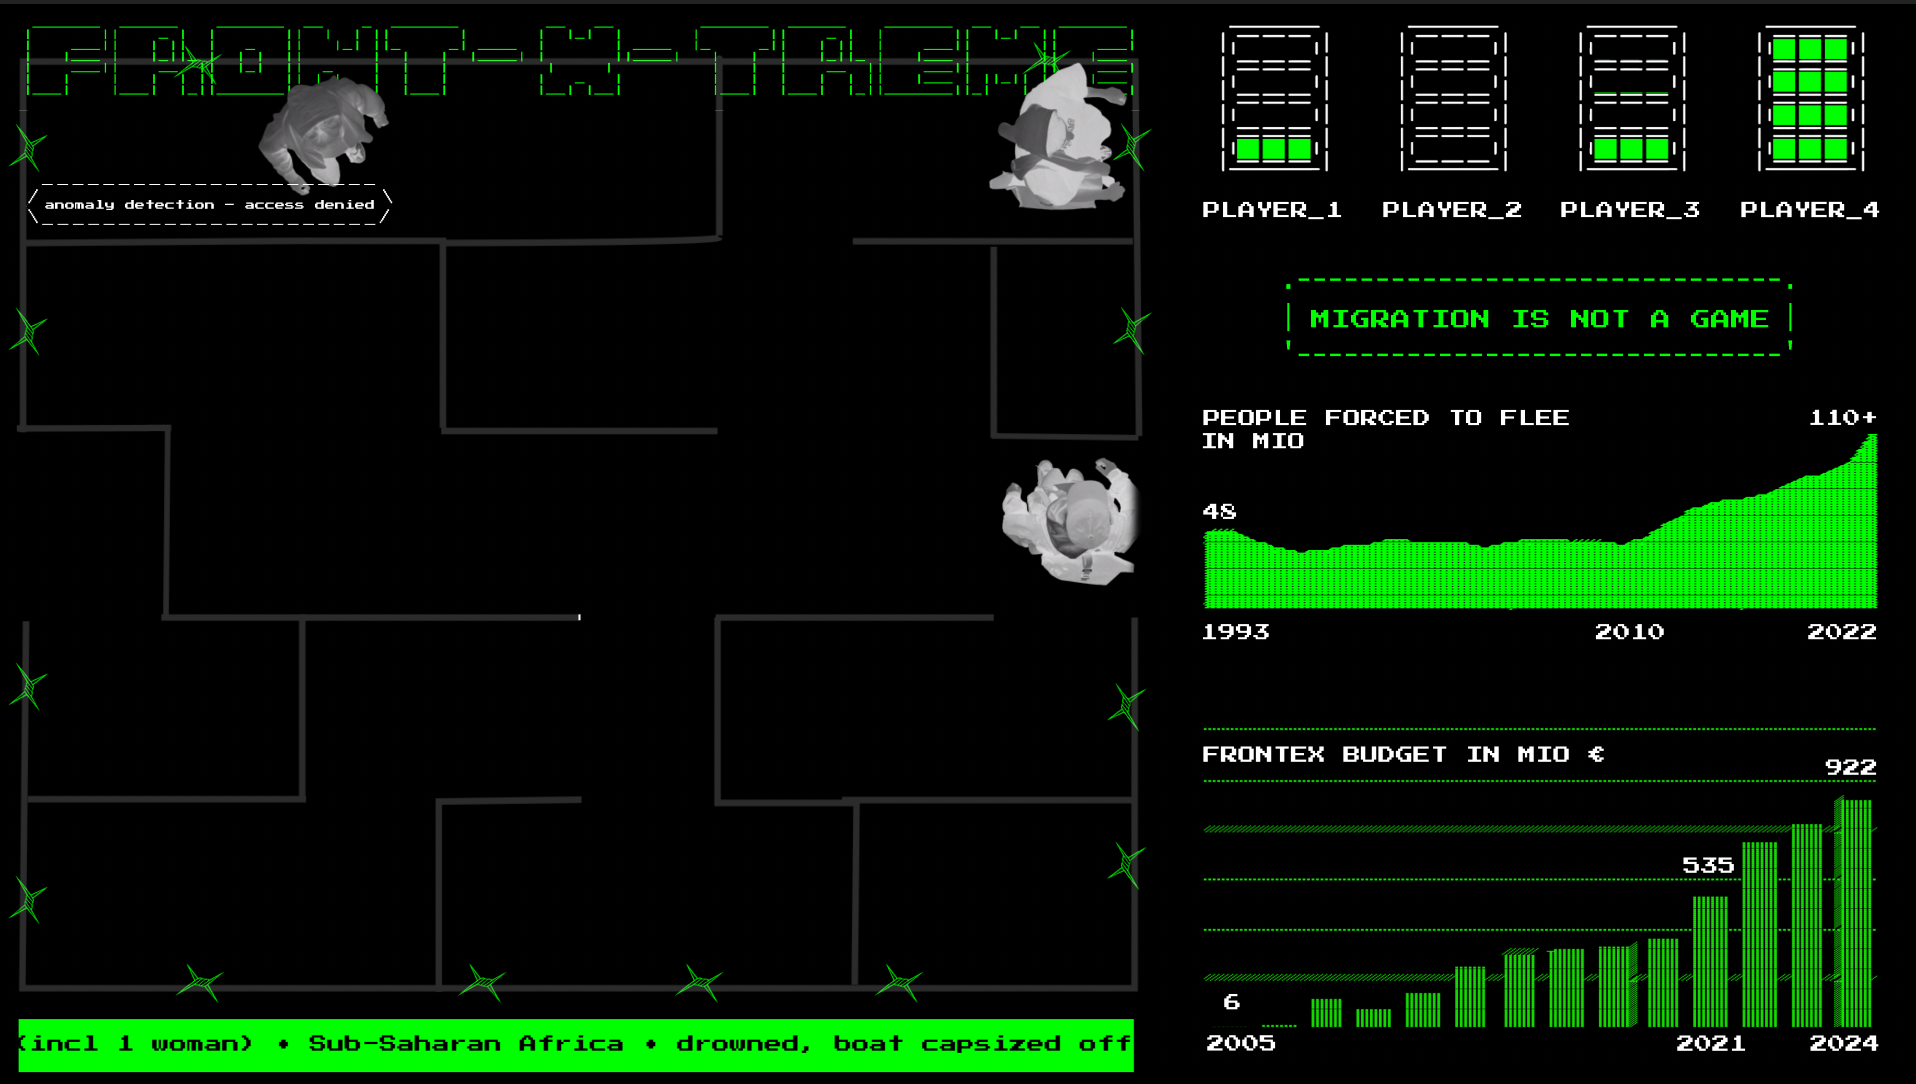 FRONT-X-TREME
anomaly detection - access denied
(incl 1 woman) • Sub-Saharan Africa • drowned, boat capsized off
PLAYER_1 PLAYER_2 PLAYER_3 PLAYER_4
MIGRATION IS NOT A GAME
PEOPLE FORCED TO FLEE 110+
IN MIO
48
1993 2010 2022
FRONTEX BUDGET IN MIO €
922
535
6
2005 2021 2024